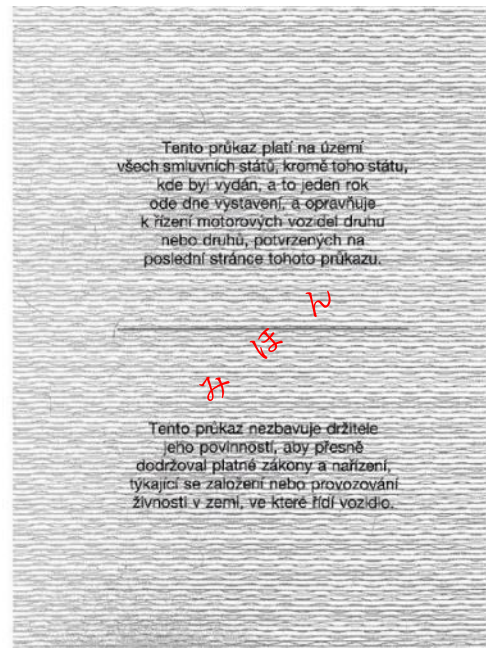 Tento průkaz platí na území
všech smluvních států, kromě toho státu,
kde byl vydán, a to jeden rok
ode dne vystavení, a opravňuje
k řízení motorových vozidel druhu
nebo druhů, potvrzených na
poslední stránce tohoto průkazu.
みほん
Tento průkaz nezbavuje držitele
jeho povinností, aby přesně
dodržoval platné zákony a nařízení,
týkající se založení nebo provozování
živnosti v zemi, ve které řídí vozidlo.